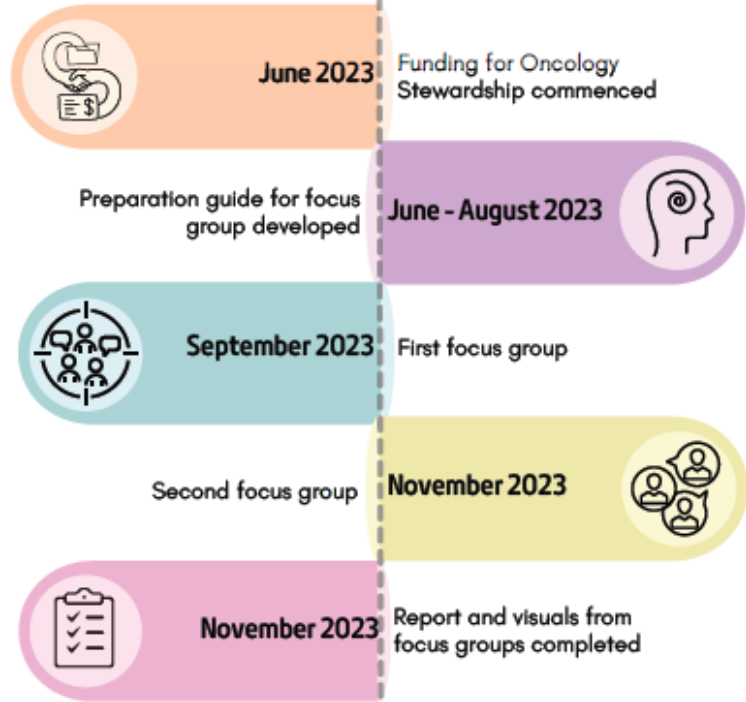 June 2023
Funding for Oncology
Stewardship commenced
Preparation guide for focus
group developed
June - August 2023
September 2023
First focus group
Second focus group
November 2023
November 2023
Report and visuals from
focus groups completed